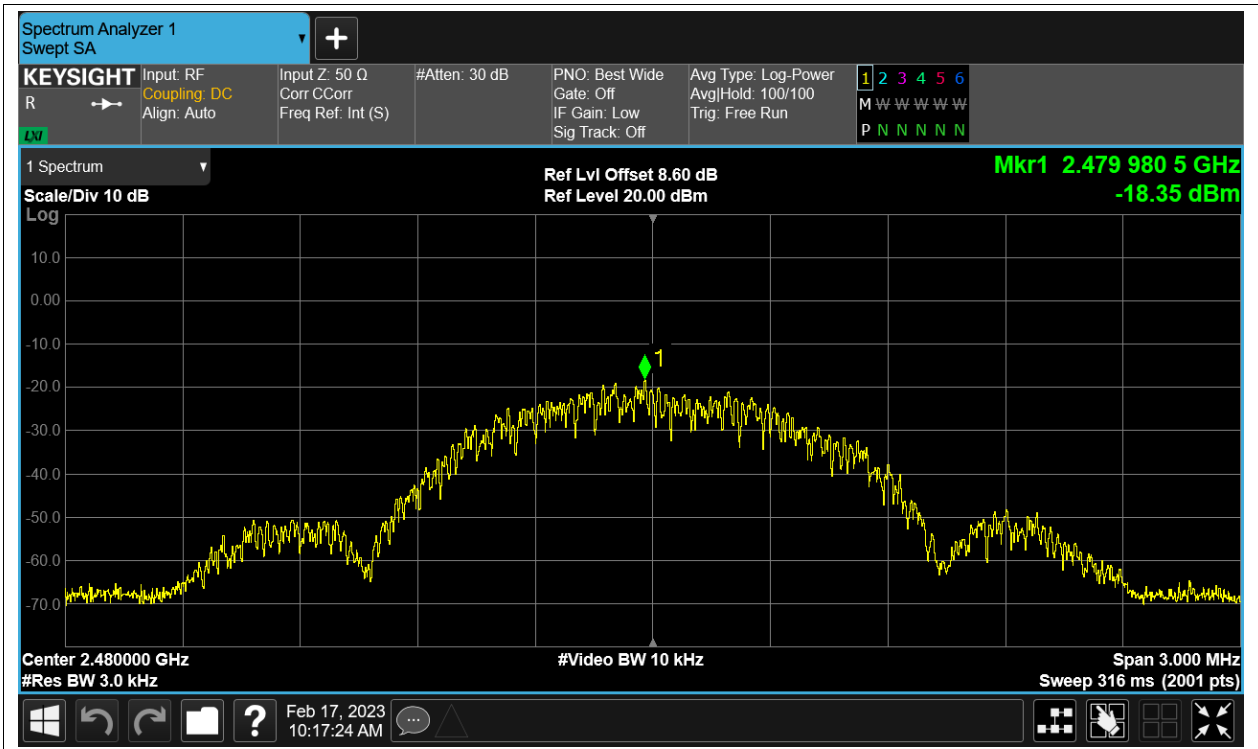 Spectrum Analyzer 1
Swept SA
KEYSIGHT
R
LXI
Input: RF
Coupling: DC
Align: Auto
Input Z: 50 Ω
Corr CCorr
Freq Ref: Int (S)
#Atten: 30 dB
PNO: Best Wide
Gate: Off
IF Gain: Low
Sig Track: Off
Avg Type: Log-Power
Avg|Hold: 100/100
Trig: Free Run
1 2 3 4 5 6
M W W W W W W
P N N N N N N
1 Spectrum
Scale/Div 10 dB
Log
Ref Lvl Offset 8.60 dB
Ref Level 20.00 dBm
Mkr1 2.479 980 5 GHz
-18.35 dBm
10.0
0.00
-10.0
1
-20.0
-30.0
-40.0
-50.0
-60.0
-70.0
Center 2.480000 GHz
#Res BW 3.0 kHz
#Video BW 10 kHz
Span 3.000 MHz
Sweep 316 ms (2001 pts)
?
Feb 17, 2023
10:17:24 AM